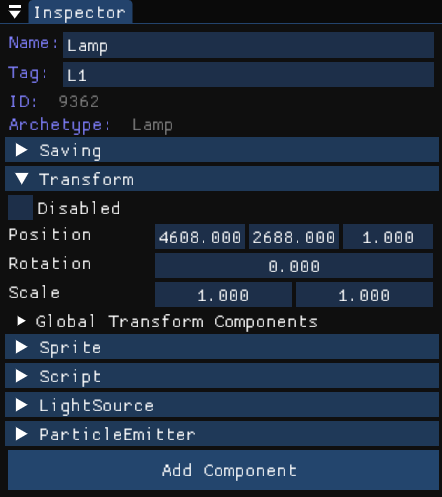 Inspector
Name: Lamp
Tag: L1
ID: 9362
Archetype: Lamp
Saving
Transform
Disabled
Position 4608.000 2688.000 1.000
Rotation 0.000
Scale 1.000 1.000
Global Transform Components
Sprite
Script
LightSource
ParticleEmitter
Add Component